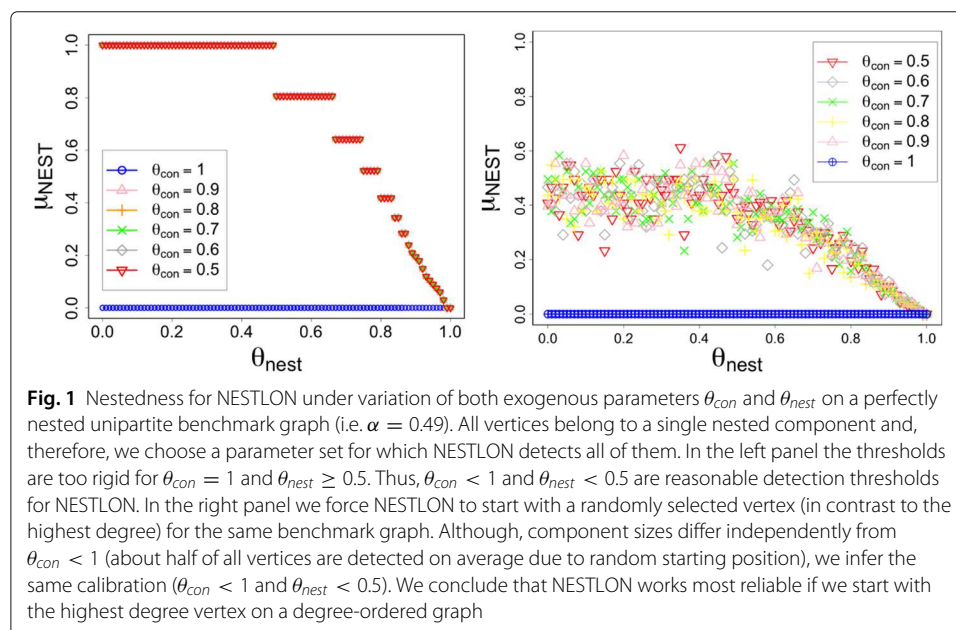 μNEST
0.0 0.2 0.4 0.6 0.8 1.0
θcon = 1
θcon = 0.9
θcon = 0.8
θcon = 0.7
θcon = 0.6
θcon = 0.5
0.0 0.2 0.4 0.6 0.8 1.0
θnest
μNEST
0.0 0.2 0.4 0.6 0.8 1.0
θcon = 0.5
θcon = 0.6
θcon = 0.7
θcon = 0.8
θcon = 0.9
θcon = 1
0.0 0.2 0.4 0.6 0.8 1.0
θnest
Fig. 1 Nestedness for NESTLON under variation of both exogenous parameters θcon and θnest on a perfectly
nested unipartite benchmark graph (i.e. α = 0.49). All vertices belong to a single nested component and,
therefore, we choose a parameter set for which NESTLON detects all of them. In the left panel the thresholds
are too rigid for θcon = 1 and θnest ≥ 0.5. Thus, θcon < 1 and θnest < 0.5 are reasonable detection thresholds
for NESTLON. In the right panel we force NESTLON to start with a randomly selected vertex (in contrast to the
highest degree) for the same benchmark graph. Although, component sizes differ independently from
θcon < 1 (about half of all vertices are detected on average due to random starting position), we infer the
same calibration (θcon < 1 and θnest < 0.5). We conclude that NESTLON works most reliable if we start with
the highest degree vertex on a degree-ordered graph